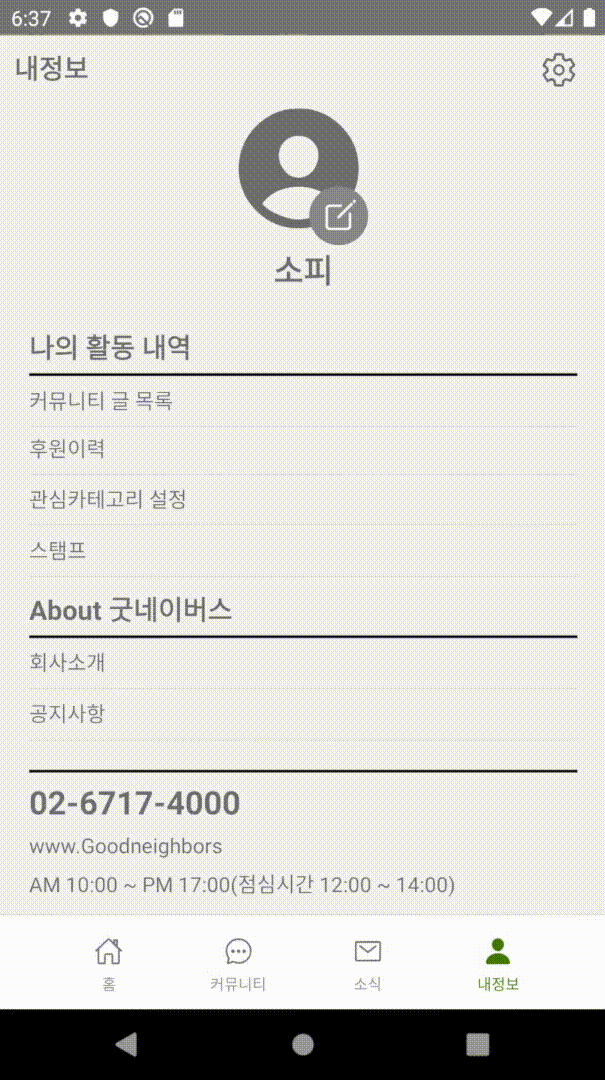 6:37
내정보
소피
나의 활동 내역
커뮤니티 글 목록
후원이력
관심카테고리 설정
스탬프
About 굿네이버스
회사소개
공지사항
02-6717-4000
www.Goodneighbors
AM 10:00 ~ PM 17:00(점심시간 12:00 ~ 14:00)
홈
커뮤니티
소식
내정보